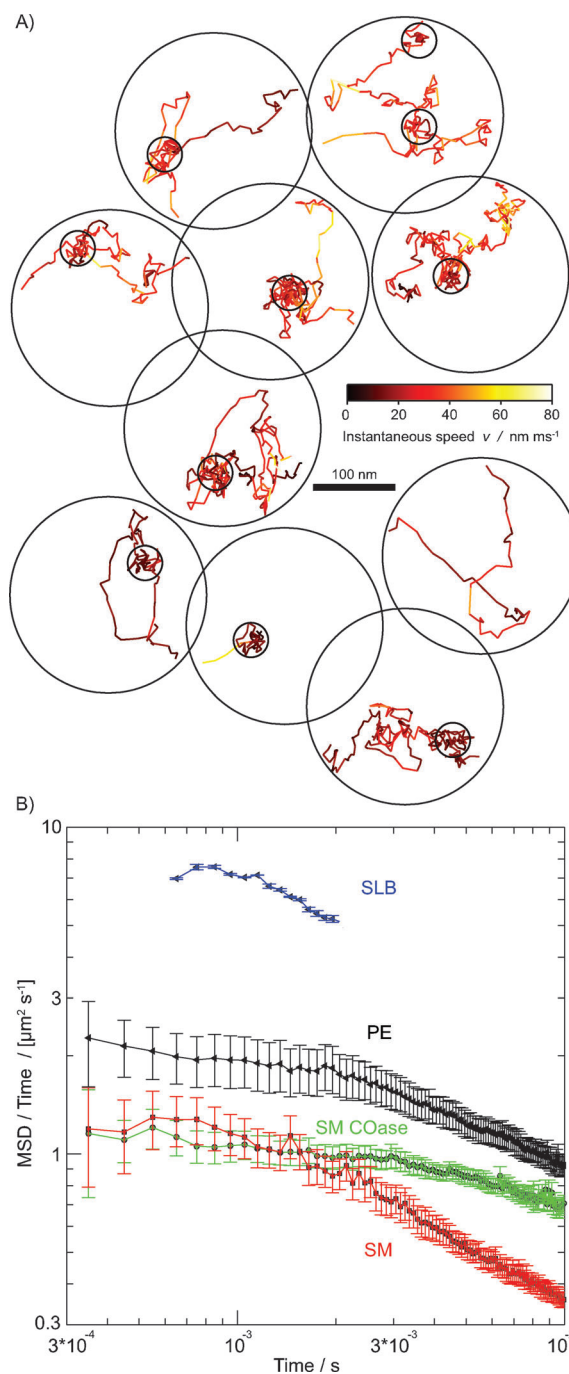 A)
0 20 40 60 80
Instantaneous speed v / nm ms⁻¹
100 nm
B)
10
SLB
3
PE
MSD / Time / [µm² s⁻¹]
SM COase
1
SM
0.3
3*10⁻⁴ 10⁻³ 3*10⁻³
Time / s